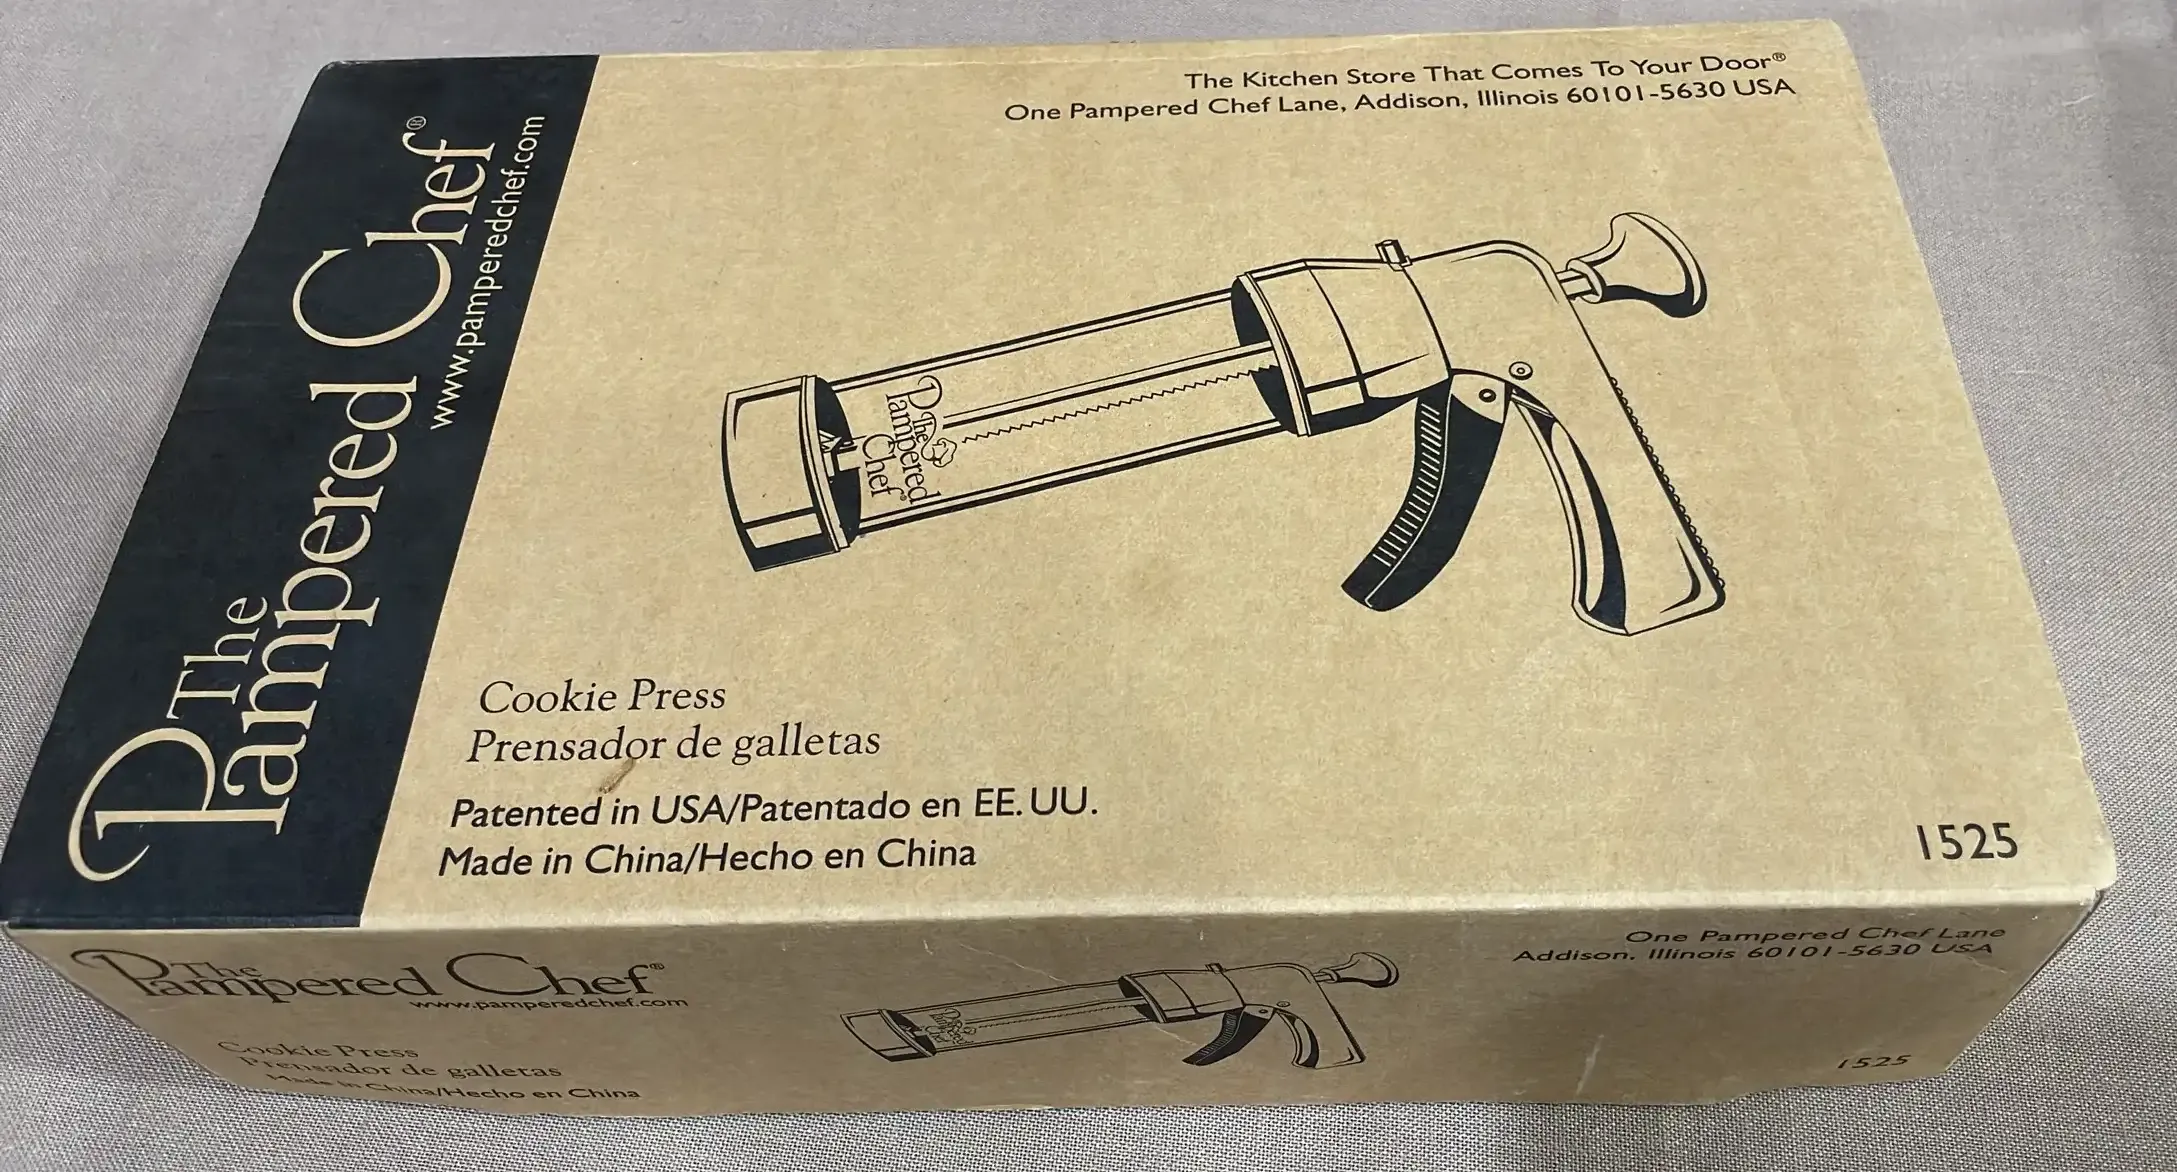 The Pampered Chef®
www.pamperedchef.com
The Kitchen Store That Comes To Your Door®
One Pampered Chef Lane, Addison, Illinois 60101-5630 USA
The
Pampered
Chef®
Cookie Press
Prensador de galletas
Patented in USA/Patentado en EE. UU.
Made in China/Hecho en China
1525
The Pampered Chef®
www.pamperedchef.com
One Pampered Chef Lane
Addison, Illinois 60101-5630 USA
The
Pampered
Chef
Cookie Press
Prensador de galletas
Made in China/Hecho en China
1525